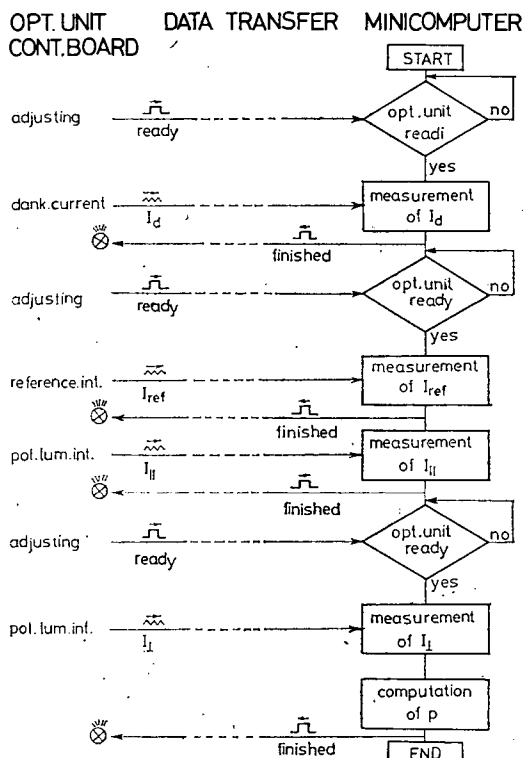 OPT. UNIT DATA TRANSFER MINICOMPUTER
CONT. BOARD
START
adjusting
ready
opt. unit
readi
no
yes
dank. current
I_d
measurement
of I_d
finished
adjusting
ready
opt. unit
ready
no
yes
reference. int.
I_ref
measurement
of I_ref
finished
pol. lum. int.
I_||
measurement
of I_||
finished
adjusting
ready
opt. unit
ready
no
yes
pol. lum. int.
I_⊥
measurement
of I_⊥
computation
of p
finished
END